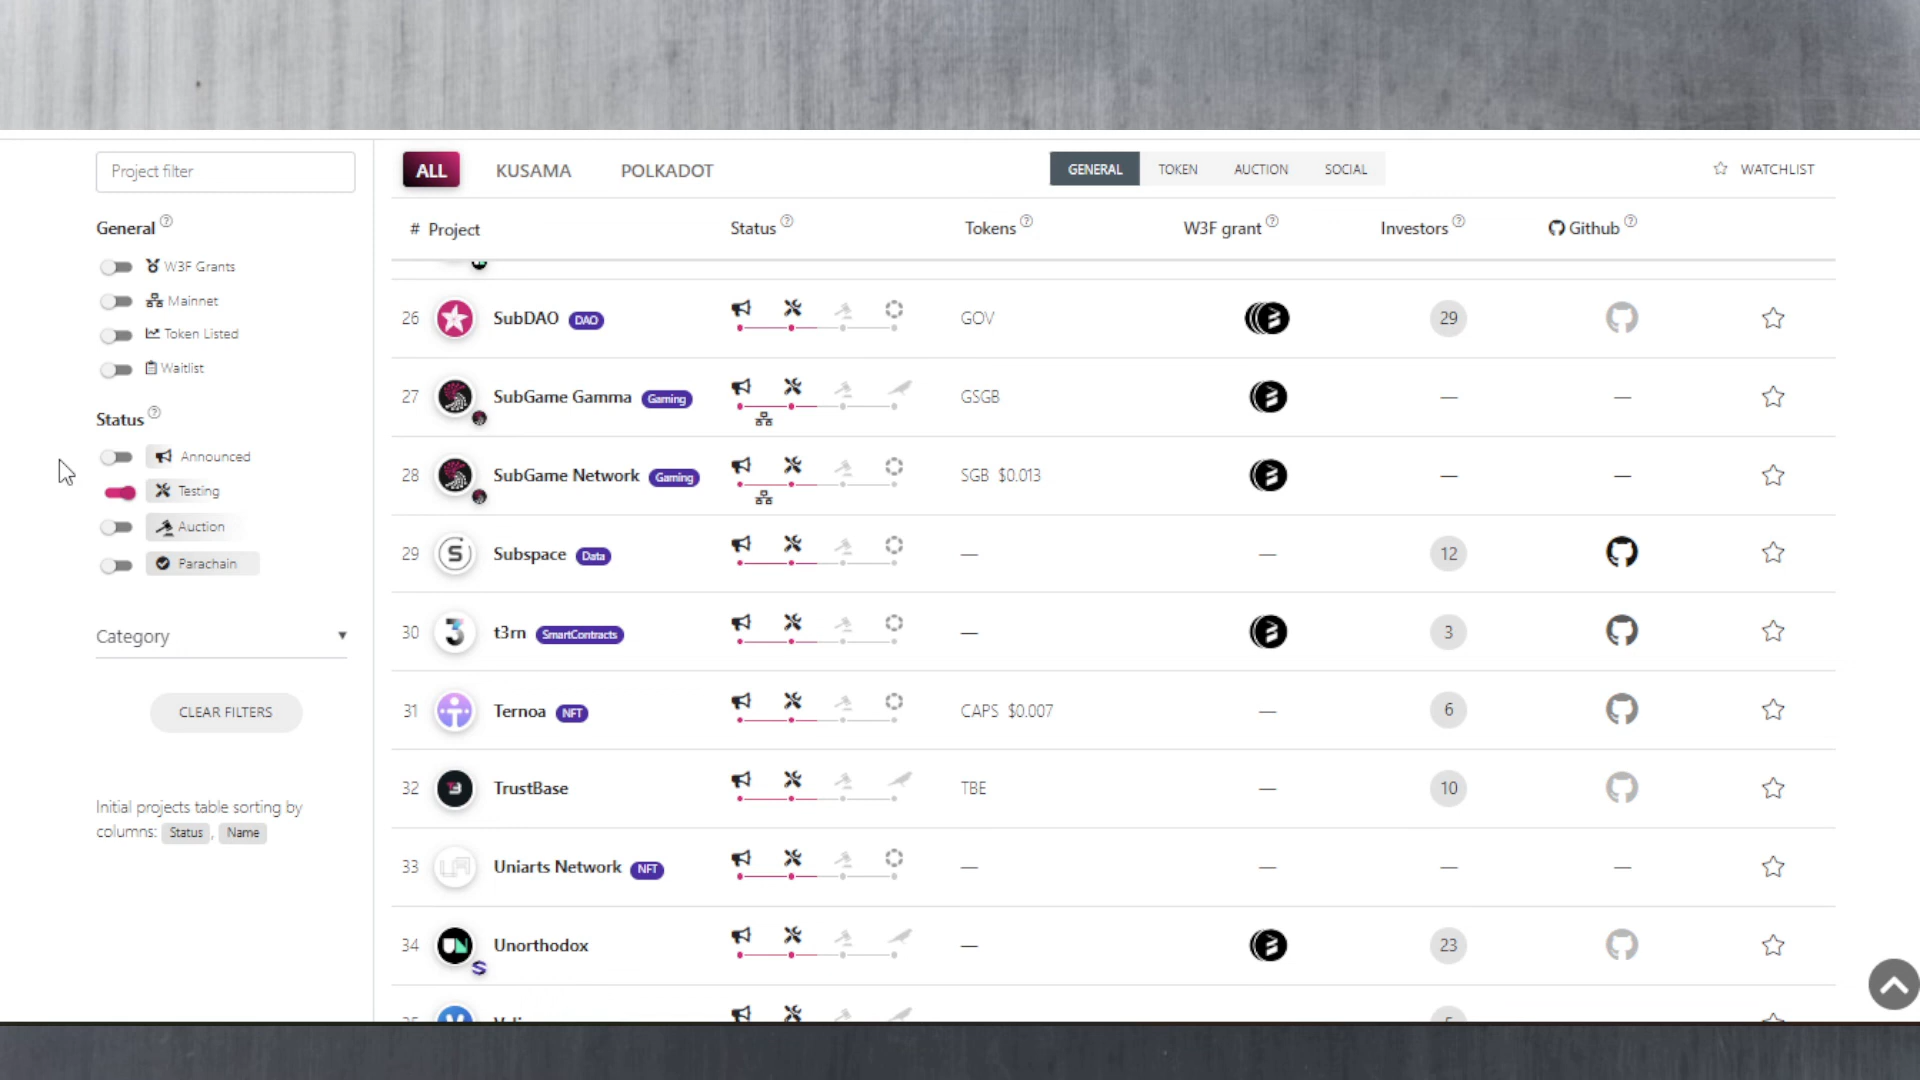 Project filter
ALL KUSAMA POLKADOT
GENERAL TOKEN AUCTION SOCIAL
WATCHLIST
General
W3F Grants
Mainnet
Token Listed
Waitlist
Status
Announced
Testing
Auction
Parachain
Category
CLEAR FILTERS
Initial projects table sorting by
columns: Status , Name
# Project Status Tokens W3F grant Investors Github
26 SubDAO DAO GOV 29
27 SubGame Gamma Gaming GSGB — —
28 SubGame Network Gaming SGB $0.013 — —
29 Subspace Data — — 12
30 t3rn SmartContracts — 3
31 Ternoa NFT CAPS $0.007 — 6
32 TrustBase TBE — 10
33 Uniarts Network NFT — — — —
34 Unorthodox — 23